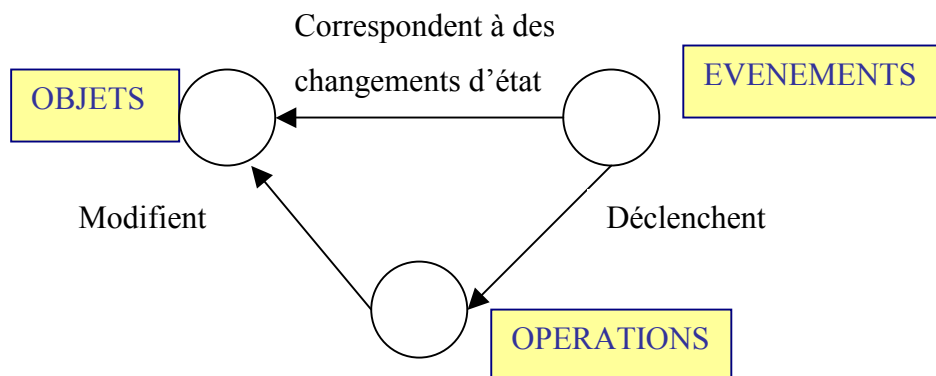 Correspondent à des
changements d’état
OBJETS
EVENEMENTS
Modifient
Déclenchent
OPERATIONS